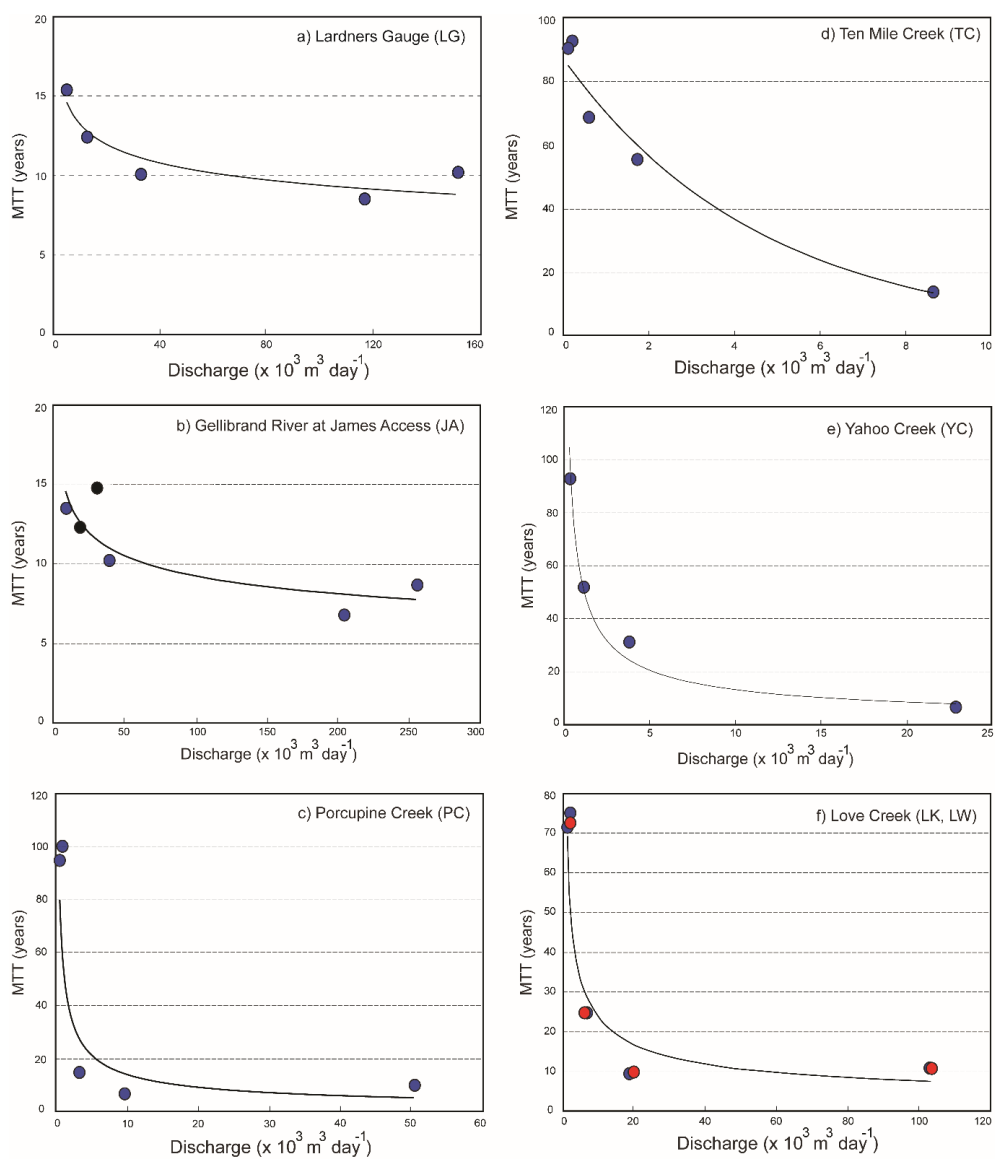 a) Lardners Gauge (LG)
20
15
10
5
0
MTT (years)
0 40 80 120 160
Discharge (x 10³ m³ day⁻¹)
b) Gellibrand River at James Access (JA)
20
15
10
5
0
MTT (years)
0 50 100 150 200 250 300
Discharge (x 10³ m³ day⁻¹)
c) Porcupine Creek (PC)
120
100
80
60
40
20
0
MTT (years)
0 10 20 30 40 50 60
Discharge (x 10³ m³ day⁻¹)
d) Ten Mile Creek (TC)
100
80
60
40
20
0
MTT (years)
0 2 4 6 8 10
Discharge (x 10³ m³ day⁻¹)
e) Yahoo Creek (YC)
120
100
80
60
40
20
0
MTT (years)
0 5 10 15 20 25
Discharge (x 10³ m³ day⁻¹)
f) Love Creek (LK, LW)
80
70
60
50
40
30
20
10
0
MTT (years)
0 20 40 60 80 100 120
Discharge (x 10³ m³ day⁻¹)